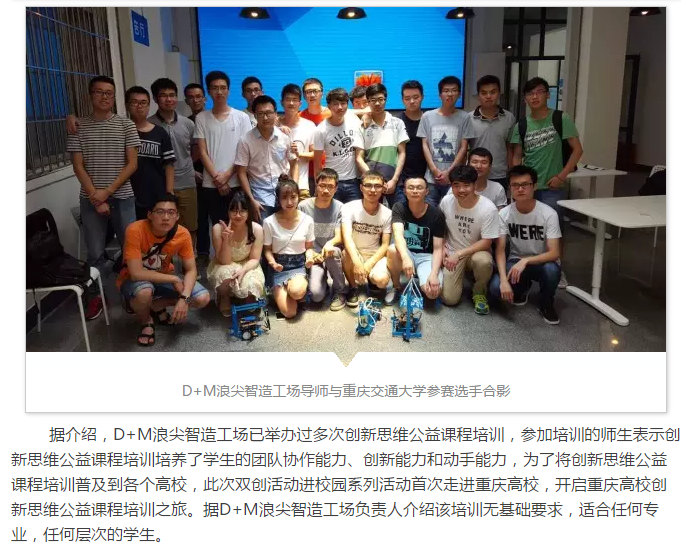 DILLO
BOARD
WERE
WERE
D+M浪尖智造工场导师与重庆交通大学参赛选手合影
据介绍，D+M浪尖智造工场已举办过多次创新思维公益课程培训，参加培训的师生表示创
新思维公益课程培训培养了学生的团队协作能力、创新能力和动手能力，为了将创新思维公益
课程培训普及到各个高校，此次双创活动进校园系列活动首次走进重庆高校，开启重庆高校创
新思维公益课程培训之旅。据D+M浪尖智造工场负责人介绍该培训无基础要求，适合任何专
业，任何层次的学生。